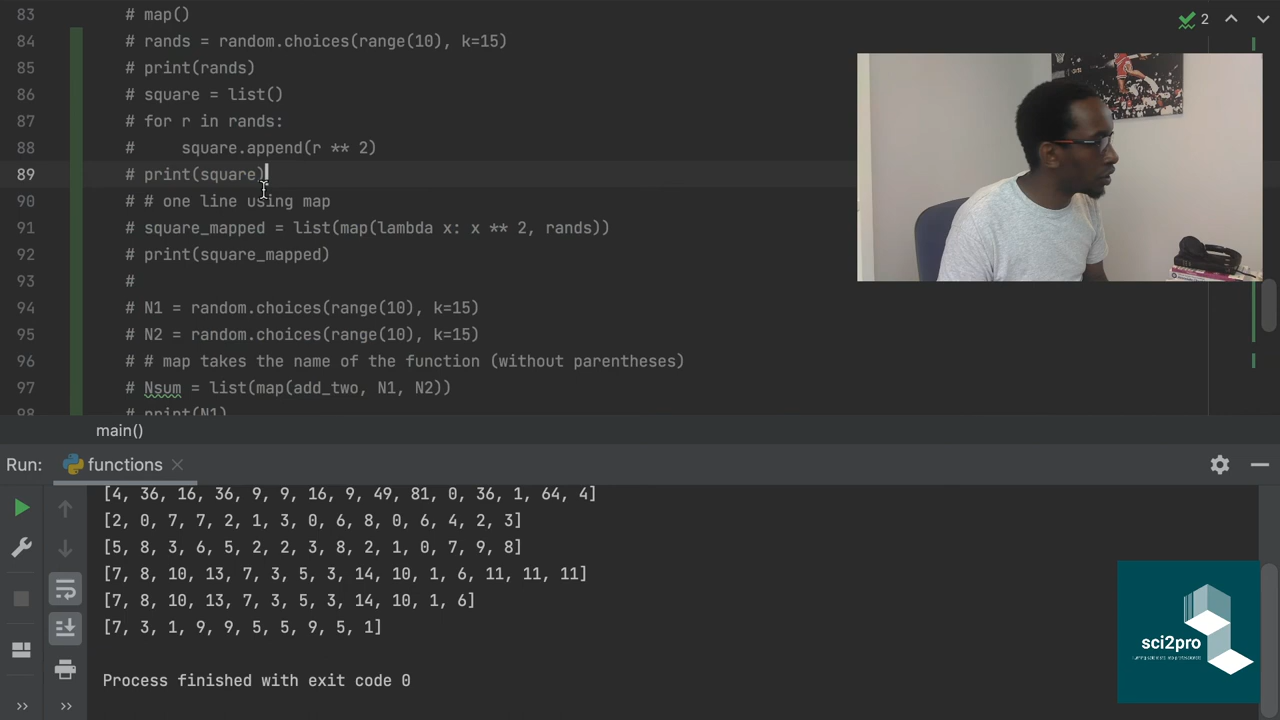 83 # map()
84 # rands = random.choices(range(10), k=15)
85 # print(rands)
86 # square = list()
87 # for r in rands:
88 #     square.append(r ** 2)
89 # print(square)
90 # # one line using map
91 # square_mapped = list(map(lambda x: x ** 2, rands))
92 # print(square_mapped)
93 #
94 # N1 = random.choices(range(10), k=15)
95 # N2 = random.choices(range(10), k=15)
96 # # map takes the name of the function (without parentheses)
97 # Nsum = list(map(add_two, N1, N2))
98 # print(N1)
2
main()
Run: functions
[4, 36, 16, 36, 9, 9, 16, 9, 49, 81, 0, 36, 1, 64, 4]
[2, 0, 7, 7, 2, 1, 3, 0, 6, 8, 0, 6, 4, 2, 3]
[5, 8, 3, 6, 5, 2, 2, 3, 8, 2, 1, 0, 7, 9, 8]
[7, 8, 10, 13, 7, 3, 5, 3, 14, 10, 1, 6, 11, 11, 11]
[7, 8, 10, 13, 7, 3, 5, 3, 14, 10, 1, 6]
[7, 3, 1, 9, 9, 5, 5, 9, 5, 1]
Process finished with exit code 0
sci2pro